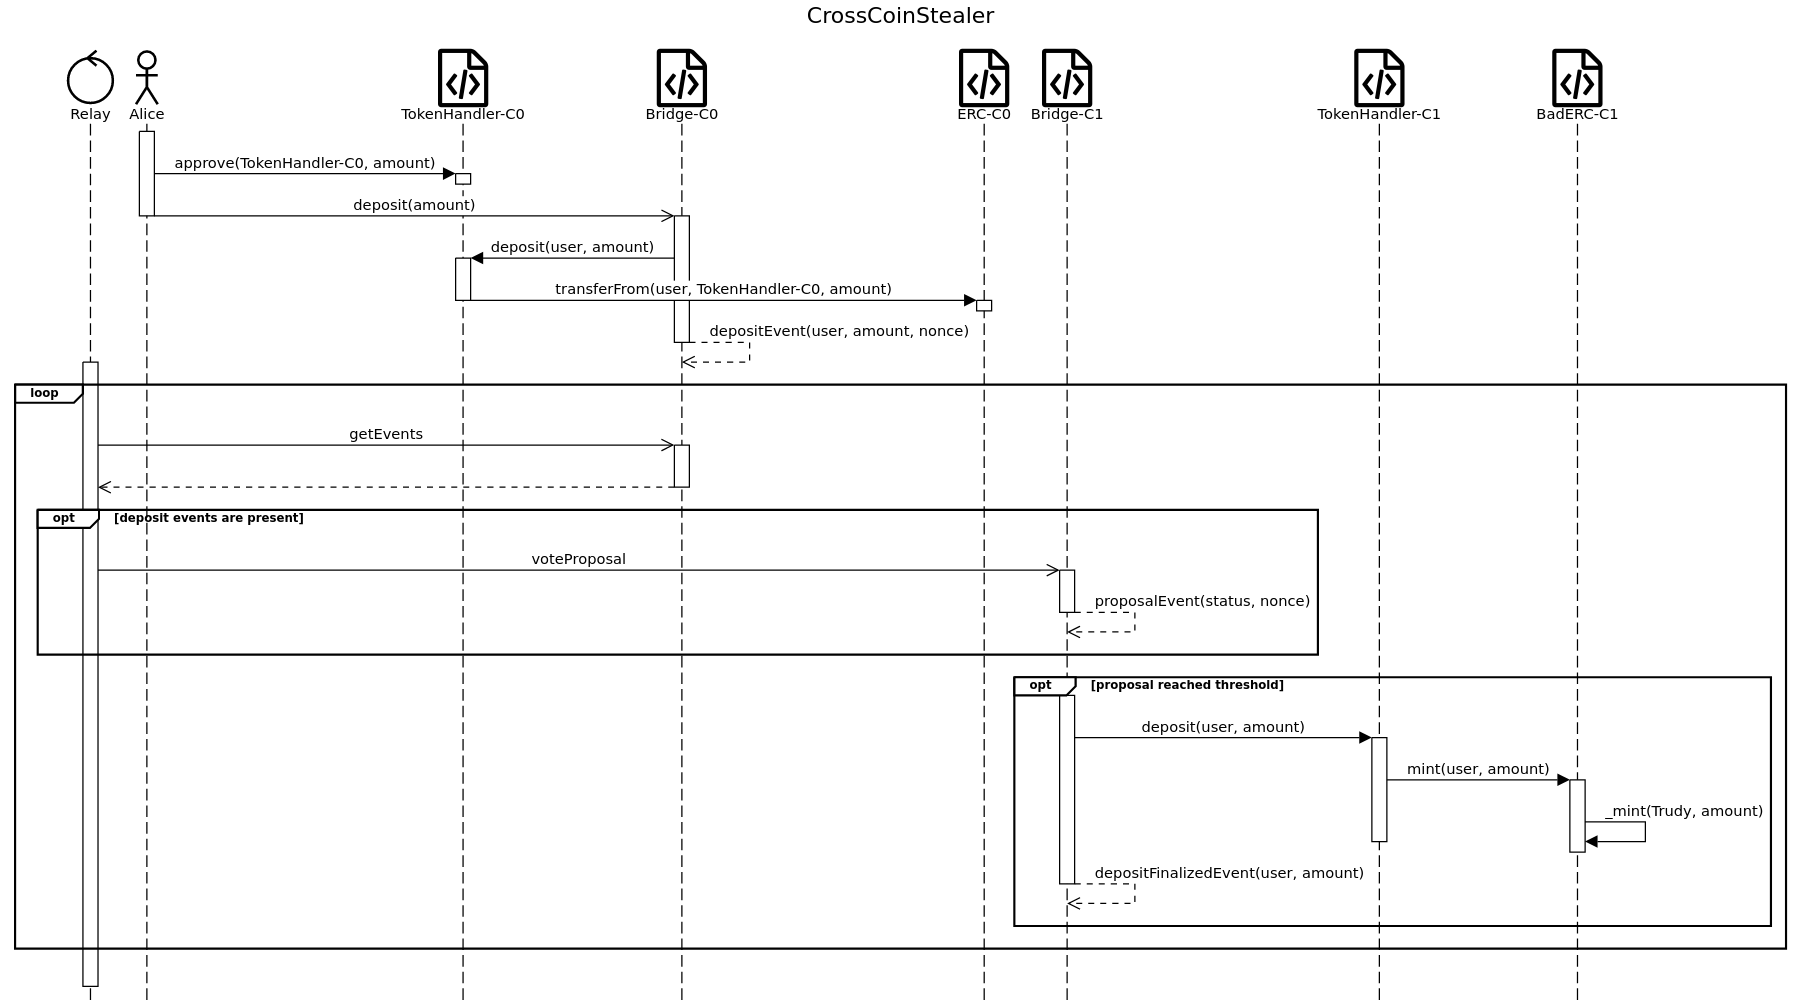 CrossCoinStealer
Relay
Alice
TokenHandler-C0
Bridge-C0
ERC-C0
Bridge-C1
TokenHandler-C1
BadERC-C1
approve(TokenHandler-C0, amount)
deposit(amount)
deposit(user, amount)
transferFrom(user, TokenHandler-C0, amount)
depositEvent(user, amount, nonce)
loop
getEvents
opt
[deposit events are present]
voteProposal
proposalEvent(status, nonce)
opt
[proposal reached threshold]
deposit(user, amount)
mint(user, amount)
_mint(Trudy, amount)
depositFinalizedEvent(user, amount)